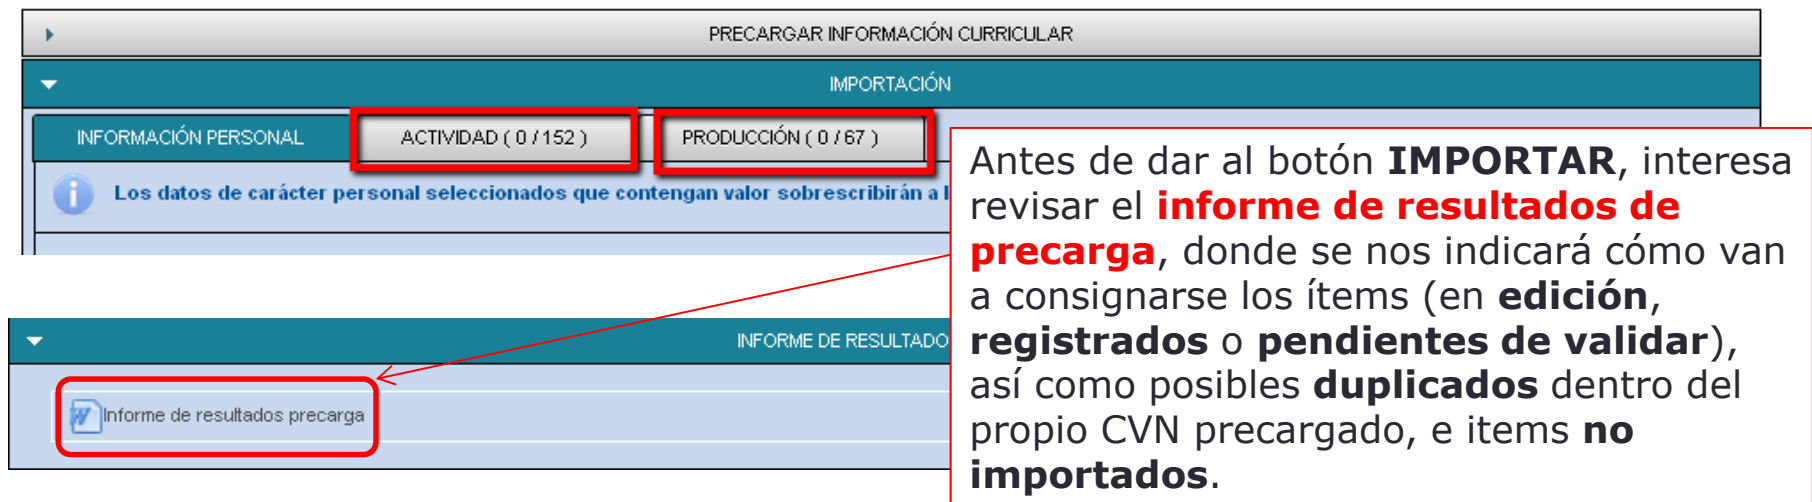 PRECARGAR INFORMACIÓN CURRICULAR
IMPORTACIÓN
INFORMACIÓN PERSONAL
ACTIVIDAD ( 0 / 152 )
PRODUCCIÓN ( 0 / 67 )
Los datos de carácter personal seleccionados que contengan valor sobrescribirán a
INFORME DE RESULTADO
Informe de resultados precarga
Antes de dar al botón IMPORTAR, interesa
revisar el informe de resultados de
precarga, donde se nos indicará cómo van
a consignarse los ítems (en edición,
registrados o pendientes de validar),
así como posibles duplicados dentro del
propio CVN precargado, e items no
importados.